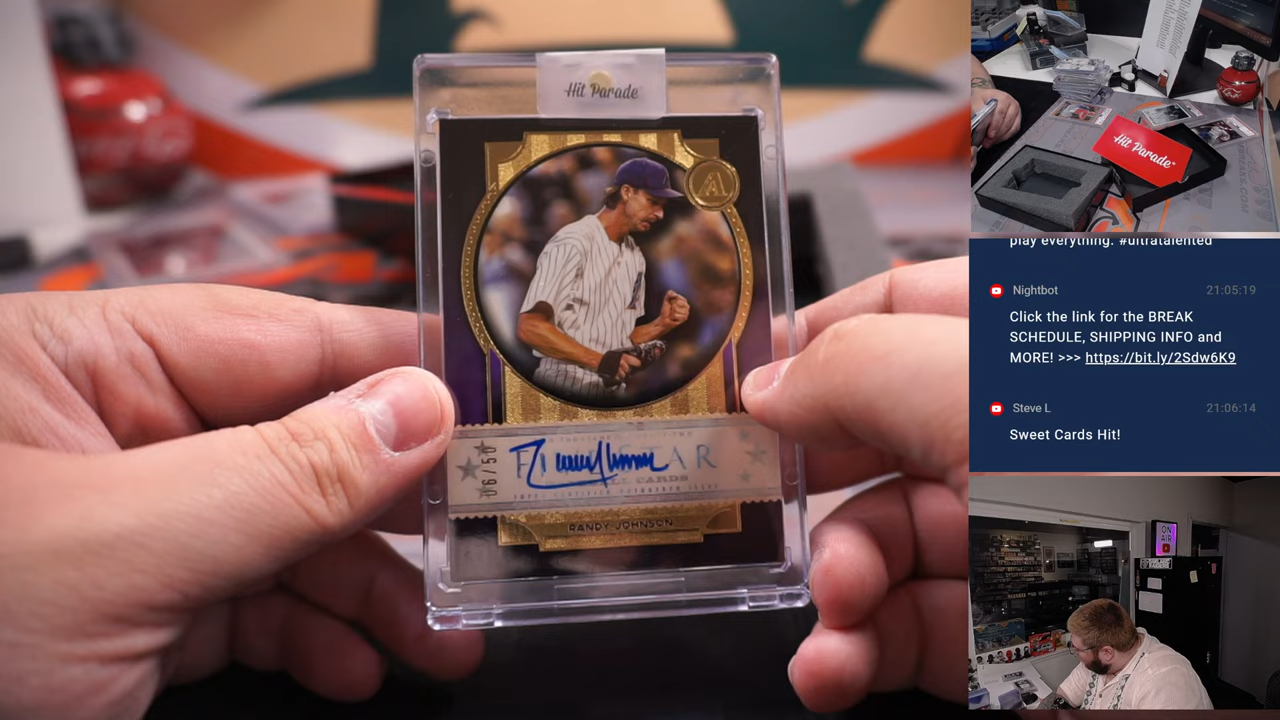 Hit Parade
06/50
STAR
RANDY JOHNSON
Hit Parade
play everything. #ultratalented
Nightbot
21:05:19
Click the link for the BREAK
SCHEDULE, SHIPPING INFO and
MORE! >>> https://bit.ly/2Sdw6K9
Steve L
21:06:14
Sweet Cards Hit!
ON
AIR